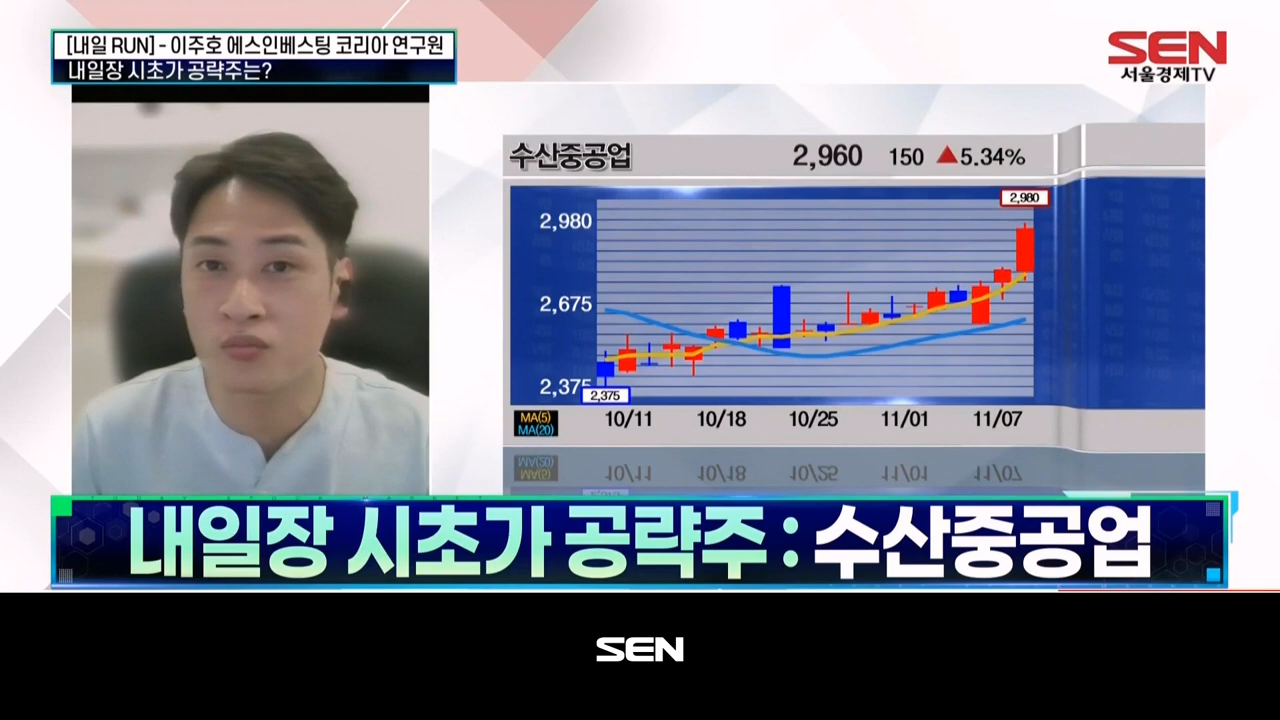 [내일 RUN] - 이주호 에스인베스팅 코리아 연구원
내일장 시초가 공략주는?
SEN
서울경제TV
수산중공업 2,960 150 ▲5.34%
2,980
2,980
2,675
2,375
2,375
MA(5)
MA(20)
10/11 10/18 10/25 11/01 11/07
내일장 시초가 공략주 : 수산중공업
SEN